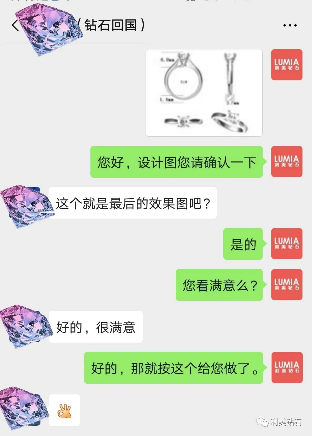 （钻石回国）
LUMIA
您好，设计图您请确认一下
LUMIA
这个就是最后的效果图吧？
是的
LUMIA
您看满意么？
LUMIA
好的，很满意
好的，那就按这个给您做了。
LUMIA